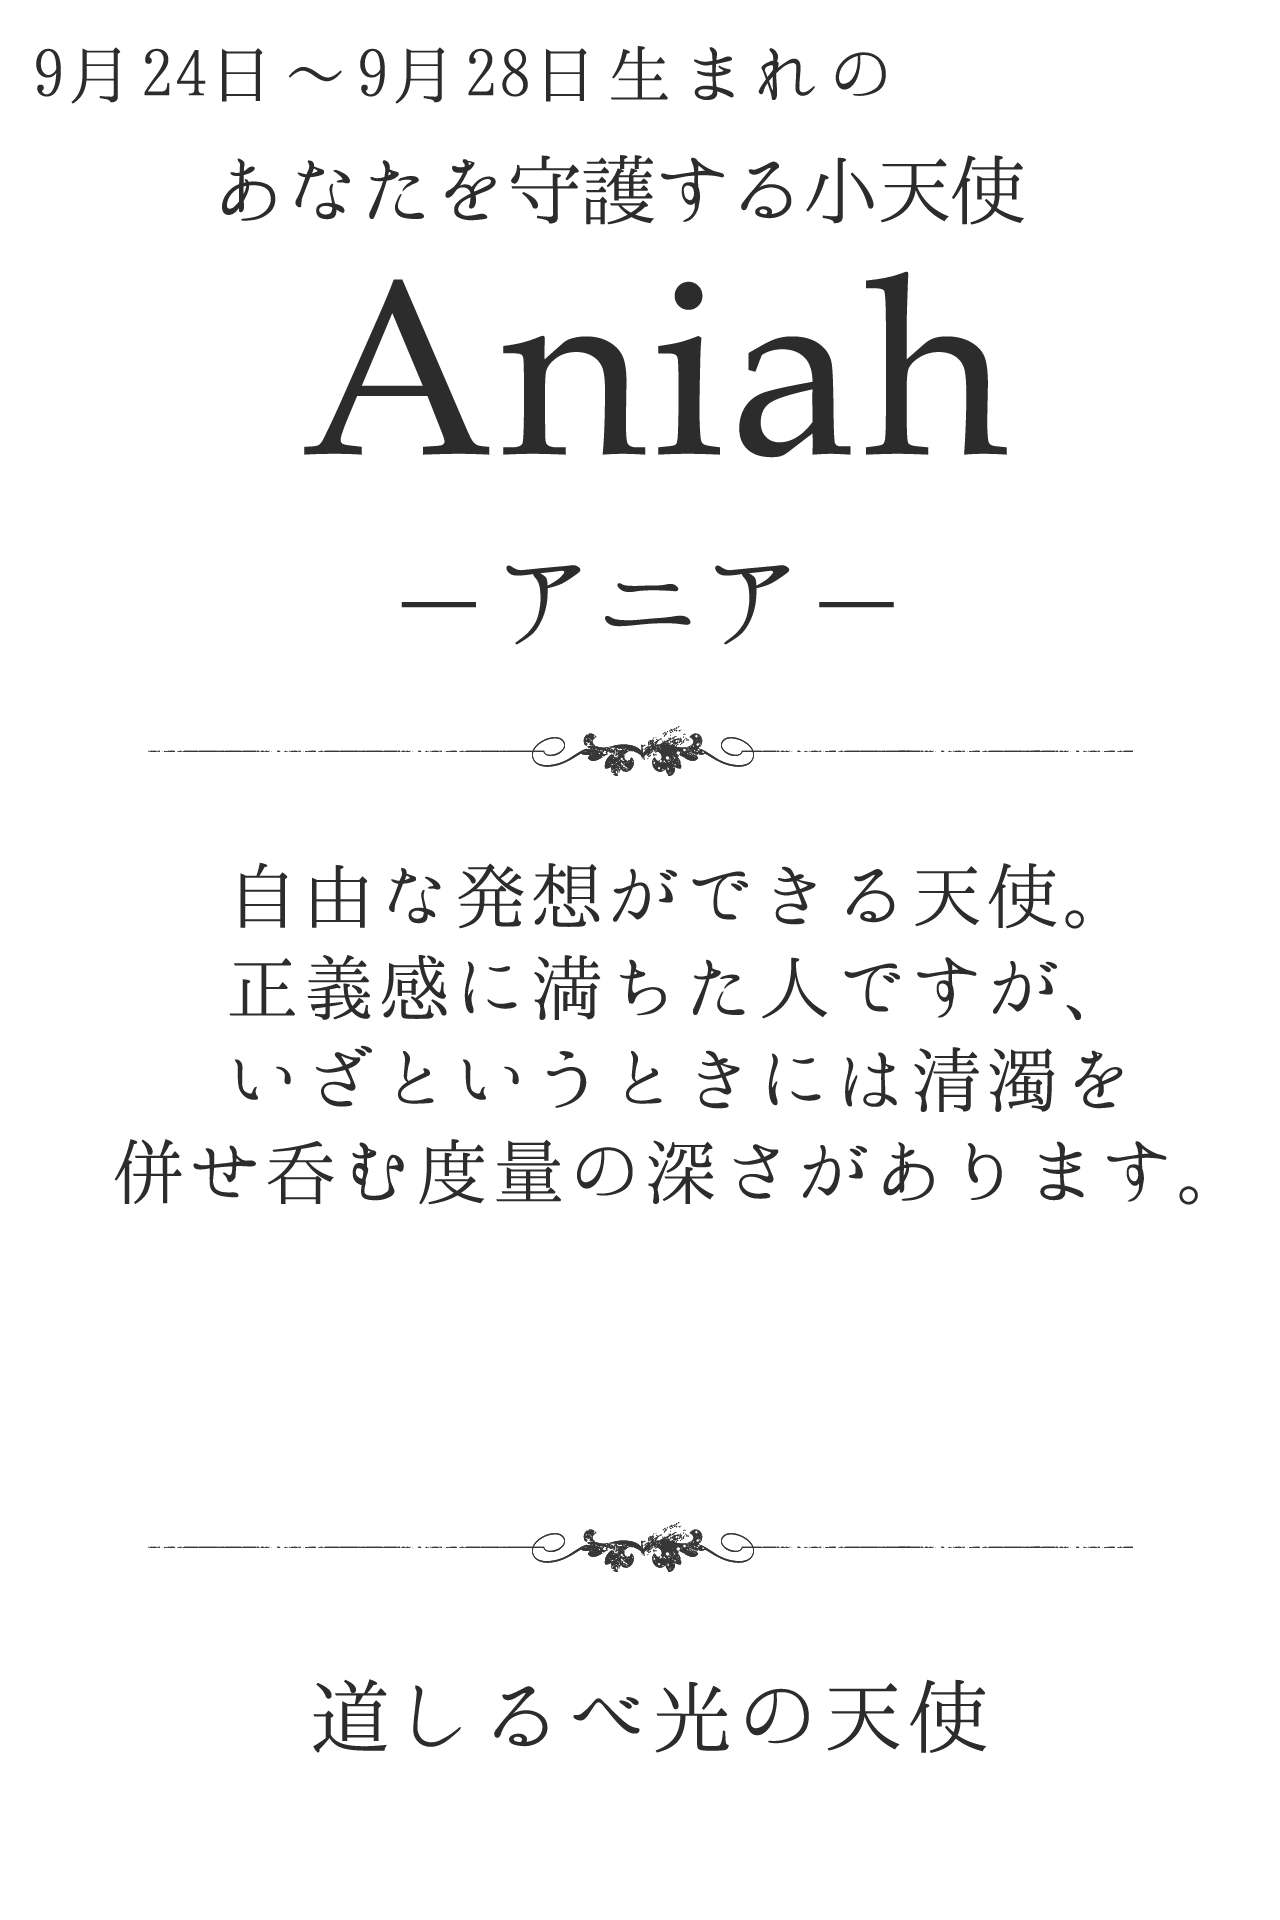 9月24日～9月28日生まれの
あなたを守護する小天使
Aniah
－アニア－
自由な発想ができる天使。
正義感に満ちた人ですが、
いざというときには清濁を
併せ呑む度量の深さがあります。
道しるべ光の天使